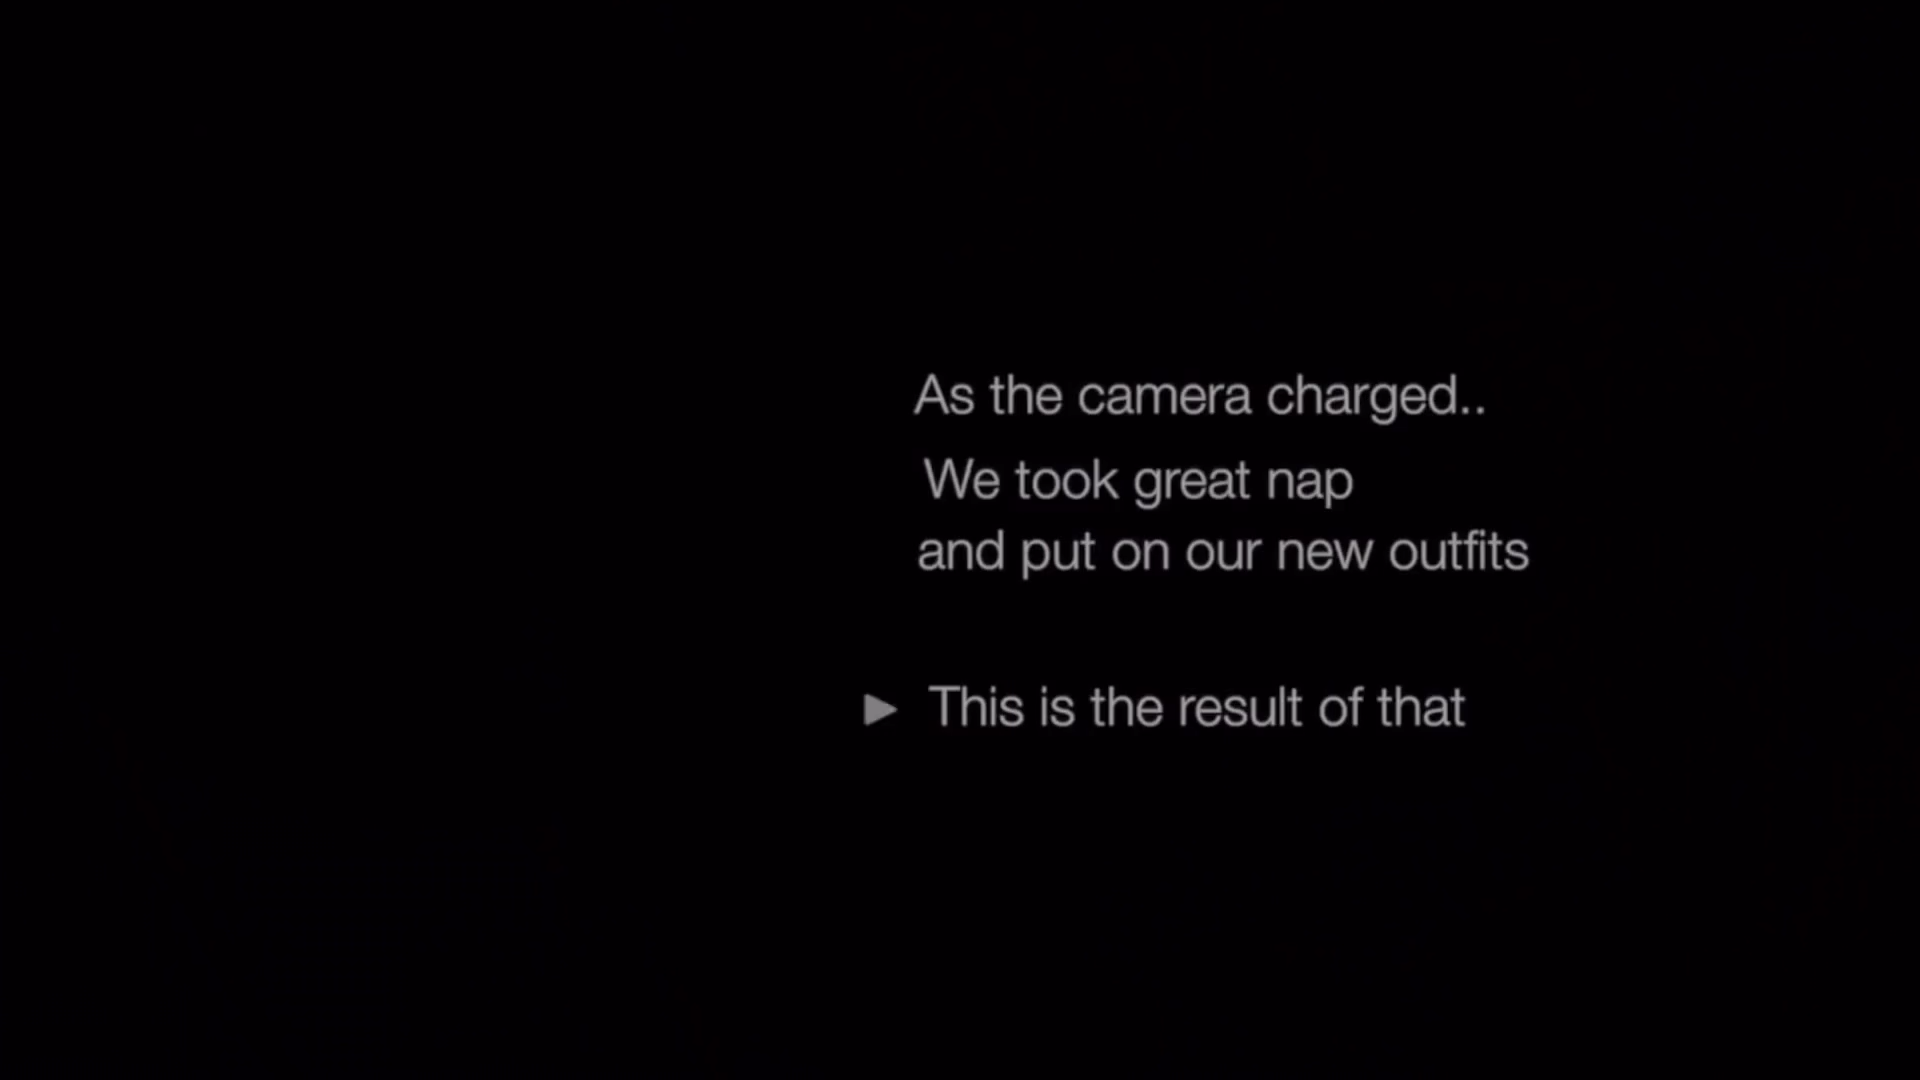 As the camera charged..
We took great nap
and put on our new outfits
This is the result of that